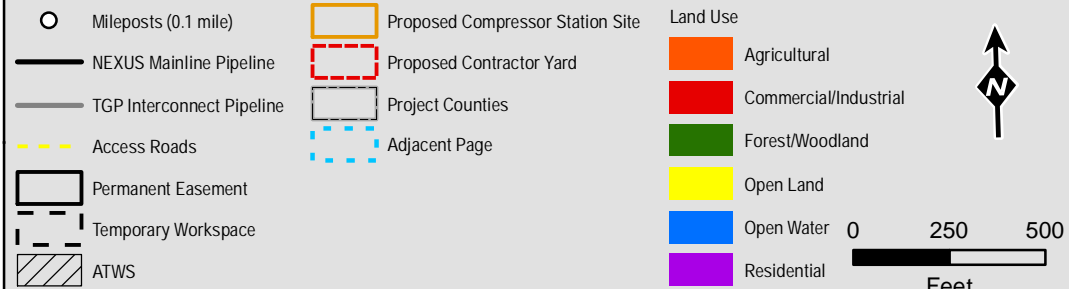 Mileposts (0.1 mile)
NEXUS Mainline Pipeline
TGP Interconnect Pipeline
Access Roads
Permanent Easement
Temporary Workspace
ATWS
Proposed Compressor Station Site
Proposed Contractor Yard
Project Counties
Adjacent Page
Land Use
Agricultural
Commercial/Industrial
Forest/Woodland
Open Land
Open Water
Residential
N
0 250 500
Feet